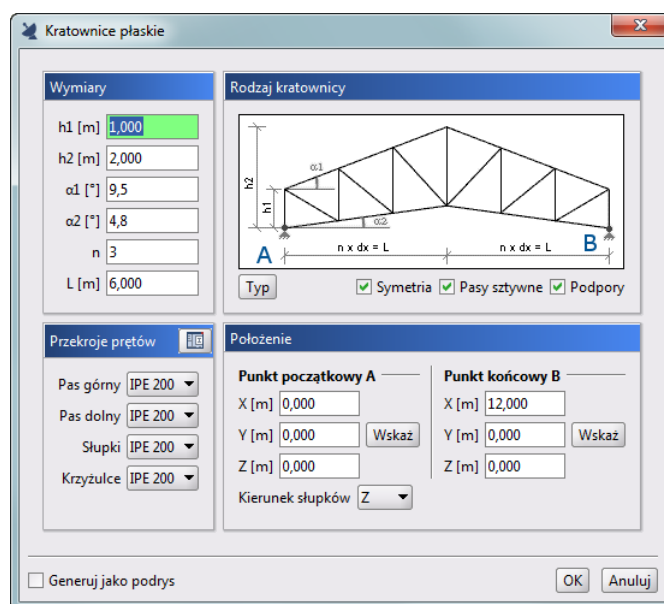 Kratownice płaskie
Wymiary
h1 [m] 1,000
h2 [m] 2,000
α1 [°] 9,5
α2 [°] 4,8
n 3
L [m] 6,000
Rodzaj kratownicy
h2
h1
α1
α2
A
B
n x dx = L
n x dx = L
Typ
Symetria
Pasy sztywne
Podpory
Przekroje prętów
Pas górny IPE 200
Pas dolny IPE 200
Słupki IPE 200
Krzyżulce IPE 200
Położenie
Punkt początkowy A
X [m] 0,000
Y [m] 0,000 Wskaż
Z [m] 0,000
Kierunek słupków Z
Punkt końcowy B
X [m] 12,000
Y [m] 0,000 Wskaż
Z [m] 0,000
Generuj jako podrys
OK
Anuluj